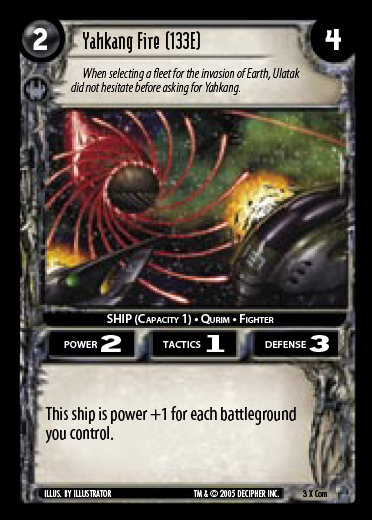 2
Yahkang Fire (133E)
4
When selecting a fleet for the invasion of Earth, Ulatak
did not hesitate before asking for Yahkang.
SHIP (Capacity 1) • Qurim • Fighter
POWER 2 TACTICS 1 DEFENSE 3
This ship is power +1 for each battleground
you control.
ILLUS. BY ILLUSTRATOR TM & © 2005 DECIPHER INC. 3 X Com